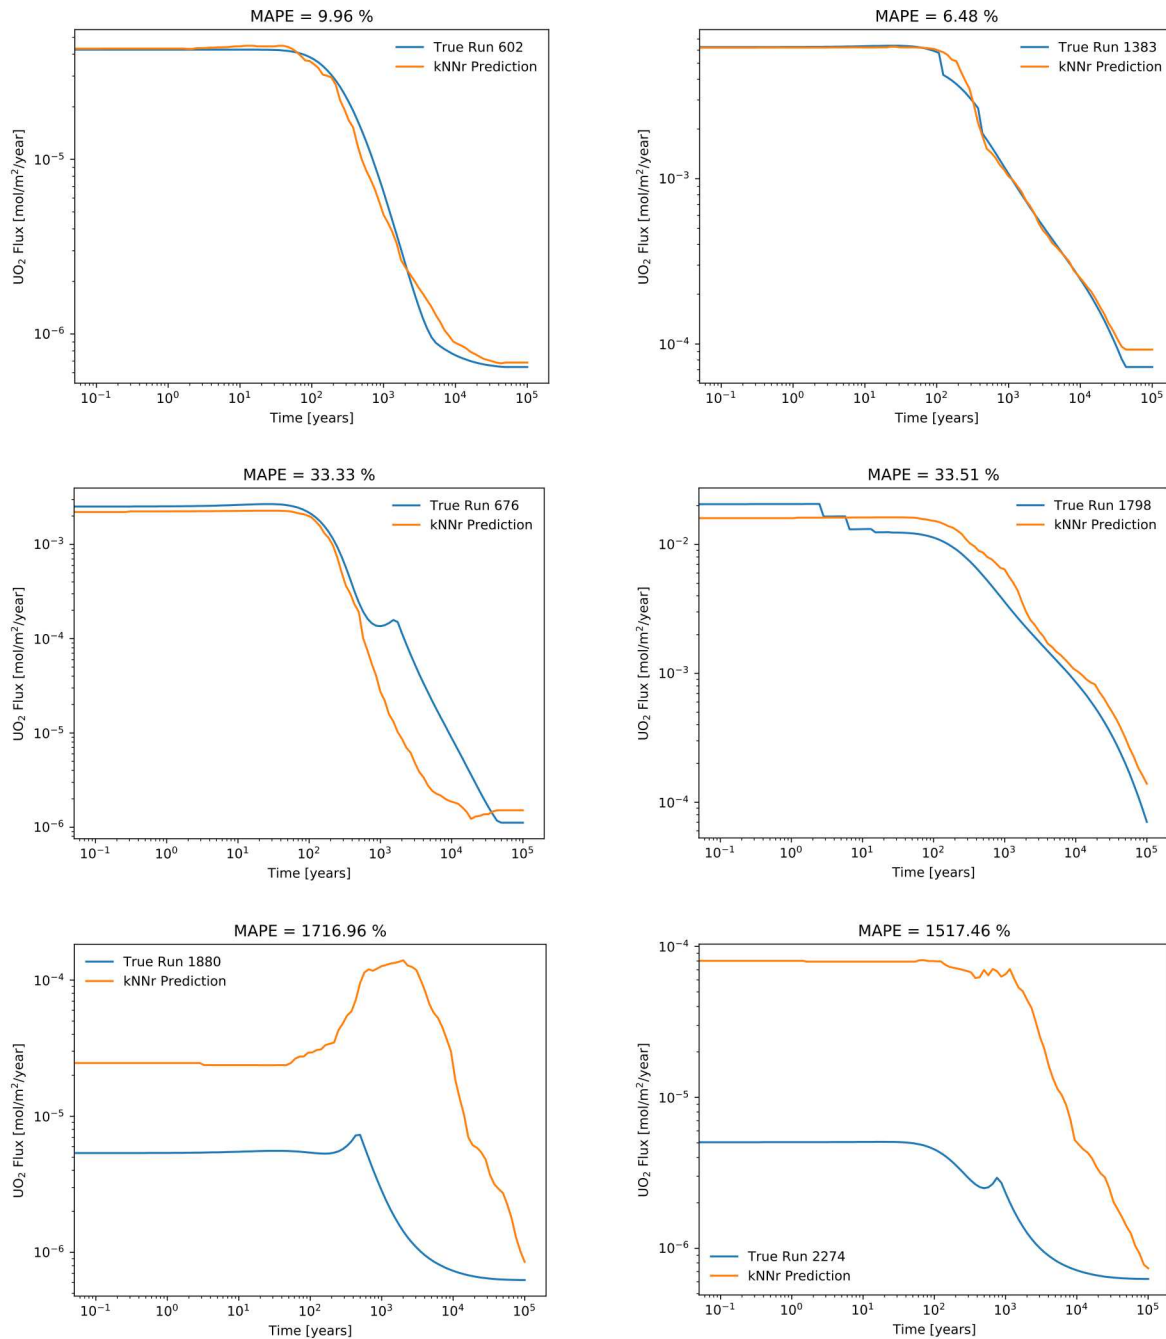 MAPE = 9.96 %
True Run 602
kNNr Prediction
UO₂ Flux [mol/m²/year]
10⁻⁵
10⁻⁶
10⁻¹ 10⁰ 10¹ 10² 10³ 10⁴ 10⁵
Time [years]
MAPE = 6.48 %
True Run 1383
kNNr Prediction
UO₂ Flux [mol/m²/year]
10⁻³
10⁻⁴
10⁻¹ 10⁰ 10¹ 10² 10³ 10⁴ 10⁵
Time [years]
MAPE = 33.33 %
True Run 676
kNNr Prediction
UO₂ Flux [mol/m²/year]
10⁻³
10⁻⁴
10⁻⁵
10⁻⁶
10⁻¹ 10⁰ 10¹ 10² 10³ 10⁴ 10⁵
Time [years]
MAPE = 33.51 %
True Run 1798
kNNr Prediction
UO₂ Flux [mol/m²/year]
10⁻²
10⁻³
10⁻⁴
10⁻¹ 10⁰ 10¹ 10² 10³ 10⁴ 10⁵
Time [years]
MAPE = 1716.96 %
True Run 1880
kNNr Prediction
UO₂ Flux [mol/m²/year]
10⁻⁴
10⁻⁵
10⁻⁶
10⁻¹ 10⁰ 10¹ 10² 10³ 10⁴ 10⁵
Time [years]
MAPE = 1517.46 %
10⁻⁴
UO₂ Flux [mol/m²/year]
10⁻⁵
10⁻⁶
True Run 2274
kNNr Prediction
10⁻¹ 10⁰ 10¹ 10² 10³ 10⁴ 10⁵
Time [years]